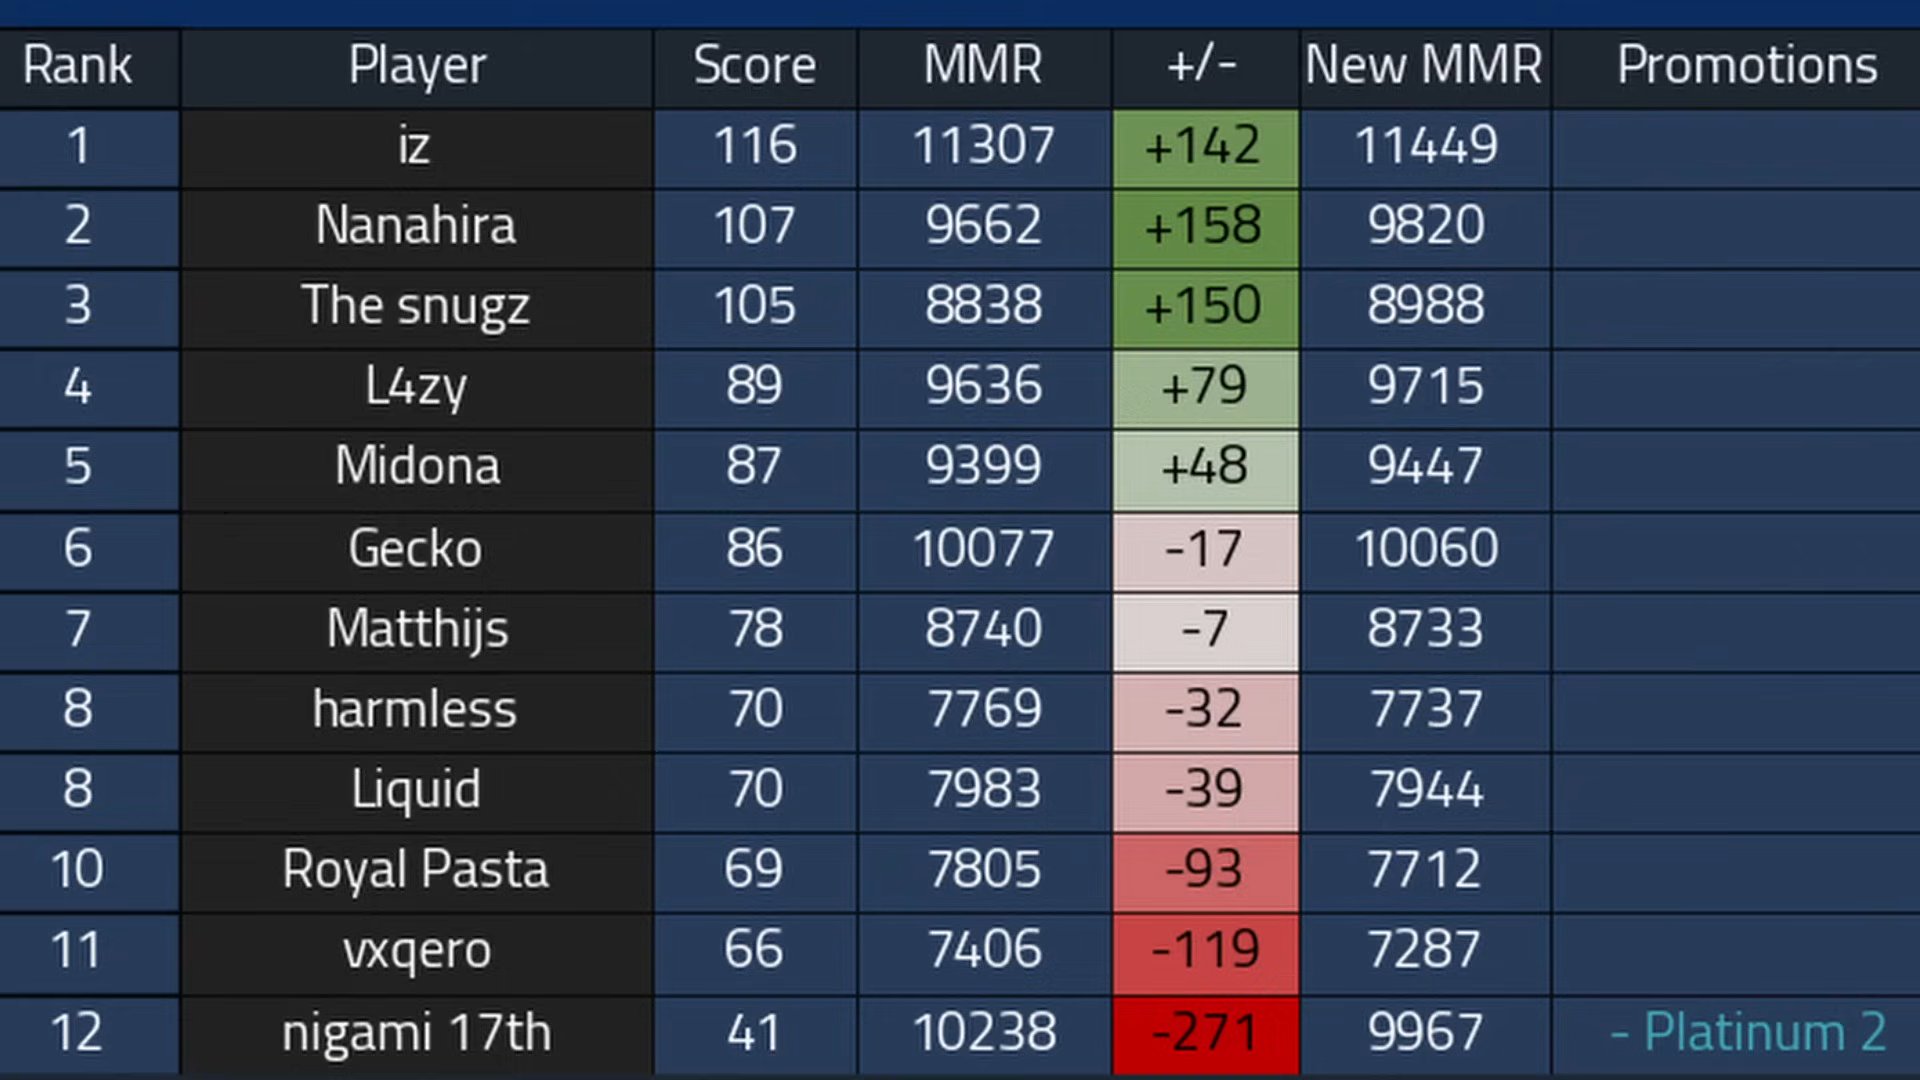 Rank Player Score MMR +/- New MMR Promotions
1 iz 116 11307 +142 11449
2 Nanahira 107 9662 +158 9820
3 The snugz 105 8838 +150 8988
4 L4zy 89 9636 +79 9715
5 Midona 87 9399 +48 9447
6 Gecko 86 10077 -17 10060
7 Matthijs 78 8740 -7 8733
8 harmless 70 7769 -32 7737
8 Liquid 70 7983 -39 7944
10 Royal Pasta 69 7805 -93 7712
11 vxqero 66 7406 -119 7287
12 nigami 17th 41 10238 -271 9967 - Platinum 2